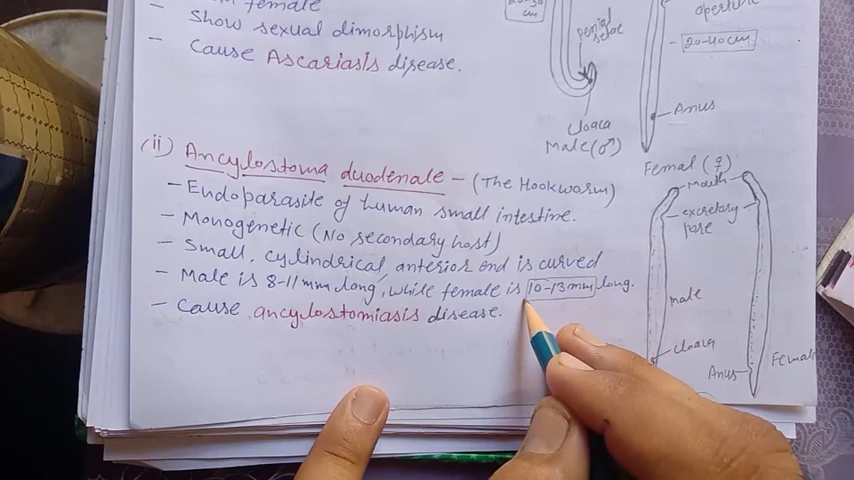 female
- Show sexual dimorphism
- Cause Ascariasis disease.
cm
penial setae
Cloaca
Male (♂)
aperture
20-40cm
Anus
Femal (♀)
(ii) Ancylostoma duodenale - (The Hookworm)
- Endoparasite of human small intestine.
- Monogenetic (No secondary host)
- Small, cylindrical anterior end is curved
- Male is 8-11 mm long, while female is 10-13 mm long.
- Cause ancylostomiasis disease.
Mouth
excretory
pore
male
cloaca
Anus
Female